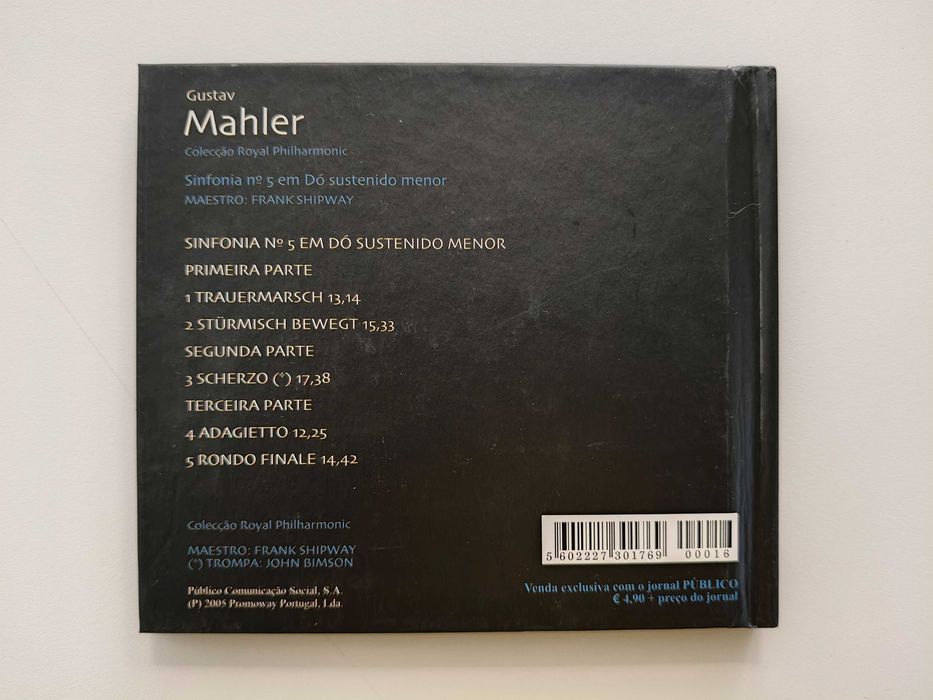 Gustav
Mahler
Colecção Royal Philharmonic
Sinfonia nº 5 em Dó sustenido menor
MAESTRO: FRANK SHIPWAY
SINFONIA Nº 5 EM DÓ SUSTENIDO MENOR
PRIMEIRA PARTE
1 TRAUERMARSCH 13,14
2 STÜRMISCH BEWEGT 15,33
SEGUNDA PARTE
3 SCHERZO (*) 17,38
TERCEIRA PARTE
4 ADAGIETTO 12,25
5 RONDO FINALE 14,42
Colecção Royal Philharmonic
MAESTRO: FRANK SHIPWAY
(*) TROMPA: JOHN BIMSON
Público Comunicação Social, S.A.
(P) 2005 Promoway Portugal, Lda.
5 602227 301769 00016
Venda exclusiva com o jornal PÚBLICO
€ 4,90 + preço do jornal